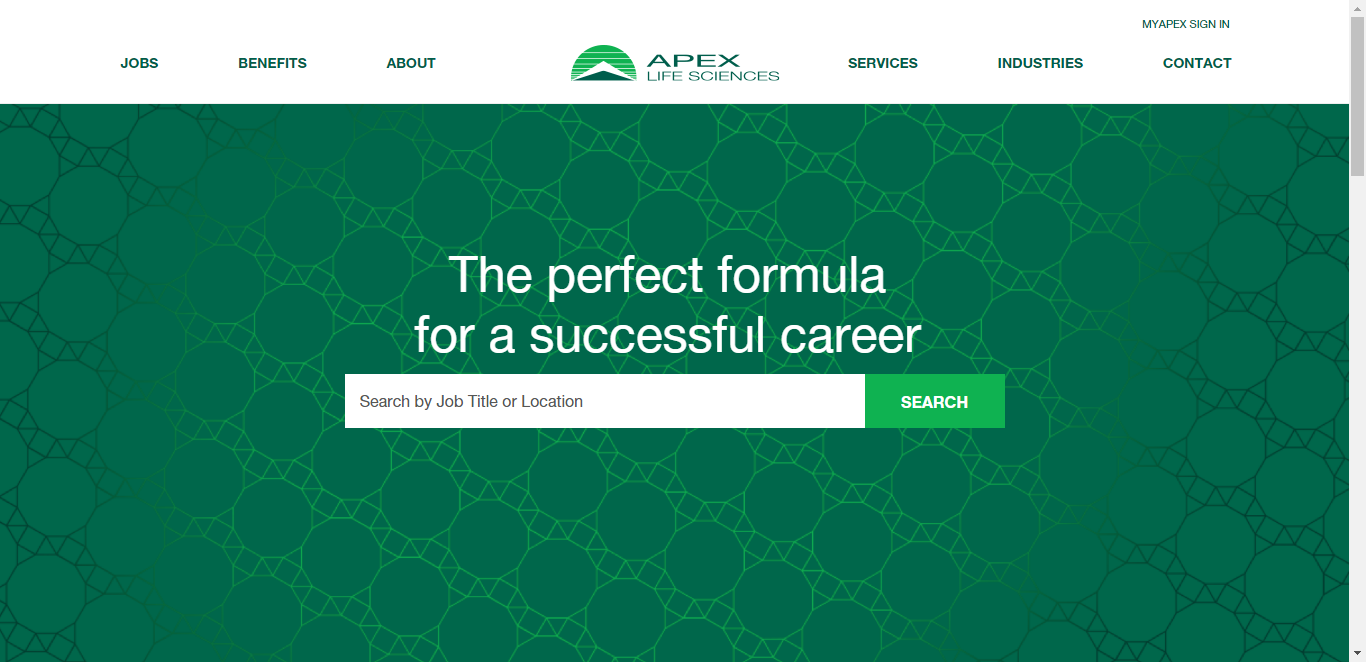 MYAPEX SIGN IN
JOBS
BENEFITS
ABOUT
APEX
LIFE SCIENCES
SERVICES
INDUSTRIES
CONTACT
The perfect formula
for a successful career
Search by Job Title or Location
SEARCH